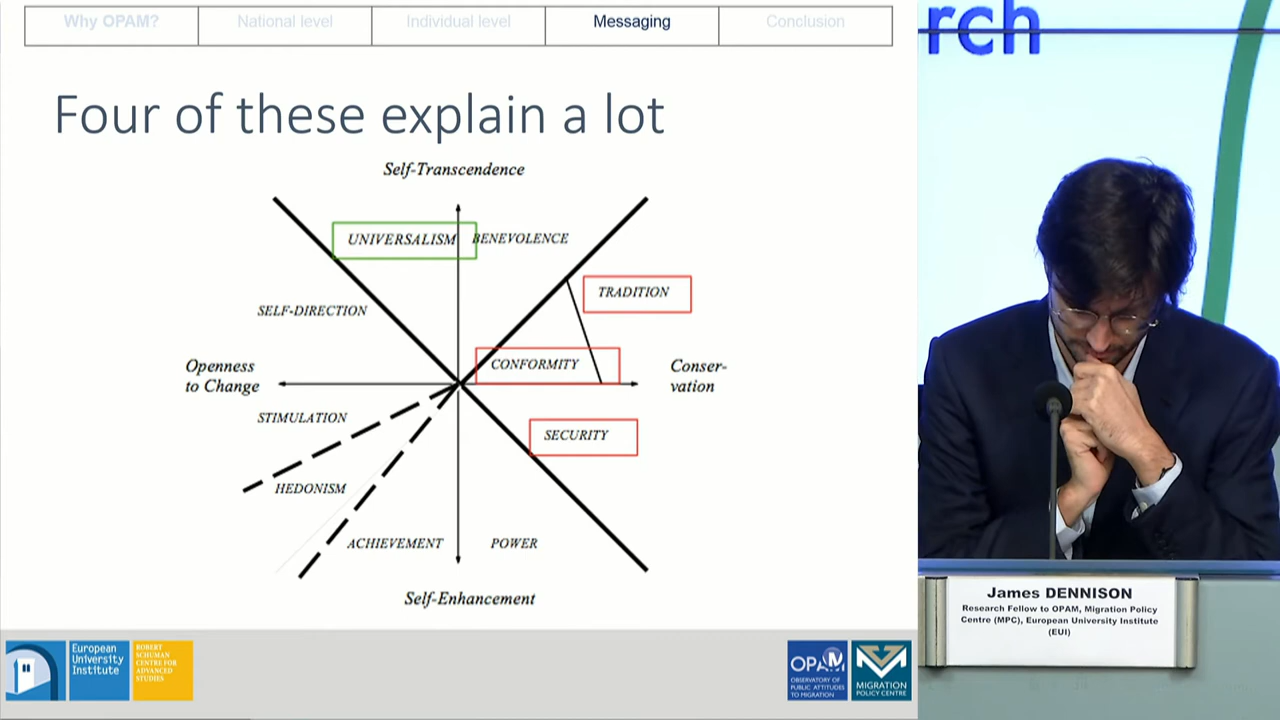 Why OPAM?
National level
Individual level
Messaging
Conclusion
Four of these explain a lot
Self-Transcendence
UNIVERSALISM
BENEVOLENCE
TRADITION
SELF-DIRECTION
CONFORMITY
Openness
to Change
Conser-
vation
STIMULATION
SECURITY
HEDONISM
ACHIEVEMENT
POWER
Self-Enhancement
European
University
Institute
ROBERT
SCHUMAN
CENTRE FOR
ADVANCED
STUDIES
OPAM
OBSERVATORY OF
PUBLIC ATTITUDES
TO MIGRATION
MIGRATION
POLICY CENTRE
rch
James DENNISON
Research Fellow to OPAM, Migration Policy
Centre (MPC), European University Institute
(EUI)